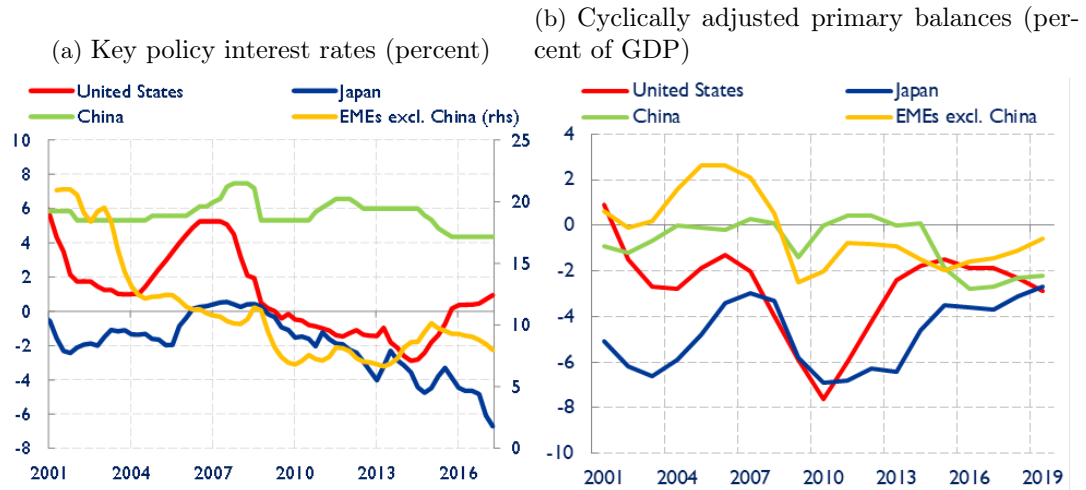 (a) Key policy interest rates (percent)
(b) Cyclically adjusted primary balances (per-
cent of GDP)
United States
Japan
China
EMEs excl. China (rhs)
10
8
6
4
2
0
-2
-4
-6
-8
25
20
15
10
5
0
2001 2004 2007 2010 2013 2016
United States
Japan
China
EMEs excl. China
4
2
0
-2
-4
-6
-8
-10
2001 2004 2007 2010 2013 2016 2019